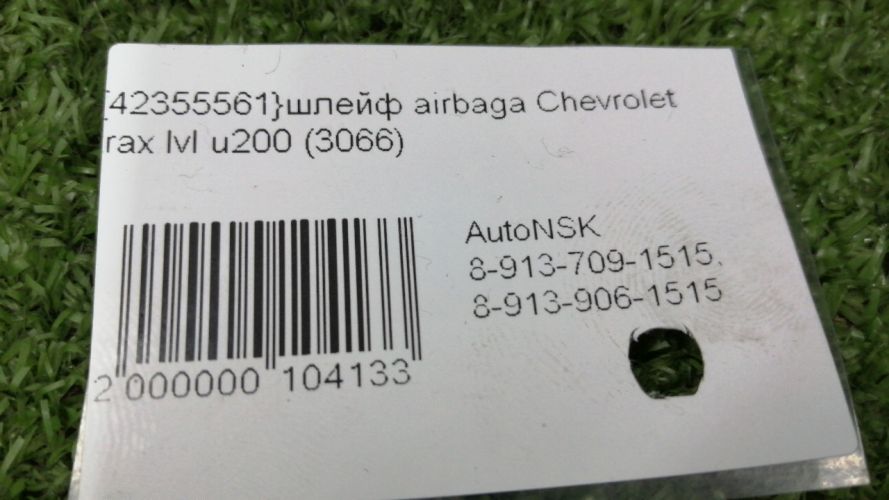 [42355561}шлейф airbaga Chevrolet
rax lvl u200 (3066)
AutoNSK
8-913-709-1515,
8-913-906-1515
2 000000 104133